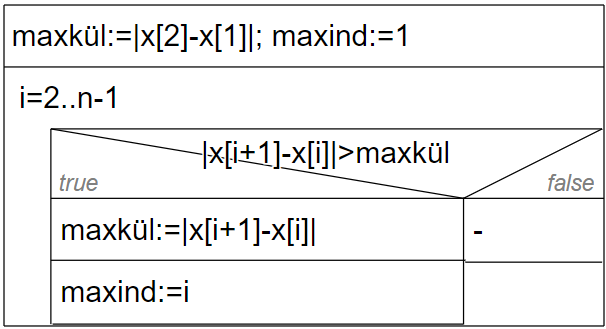 maxkül:=|x[2]-x[1]|; maxind:=1
i=2..n-1
|x[i+1]-x[i]|>maxkül
true
false
maxkül:=|x[i+1]-x[i]|
-
maxind:=i